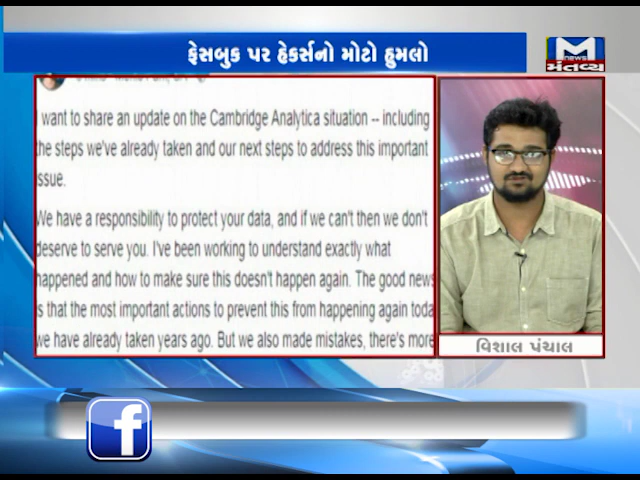 ફેસબુક પર હેકર્સનો મોટો હુમલો
news
મંતવ્ય
I want to share an update on the Cambridge Analytica situation -- including
the steps we've already taken and our next steps to address this important
issue.
We have a responsibility to protect your data, and if we can't then we don't
deserve to serve you. I've been working to understand exactly what
happened and how to make sure this doesn't happen again. The good news
is that the most important actions to prevent this from happening again toda
we have already taken years ago. But we also made mistakes, there's more
વિશાલ પંચાલ
f